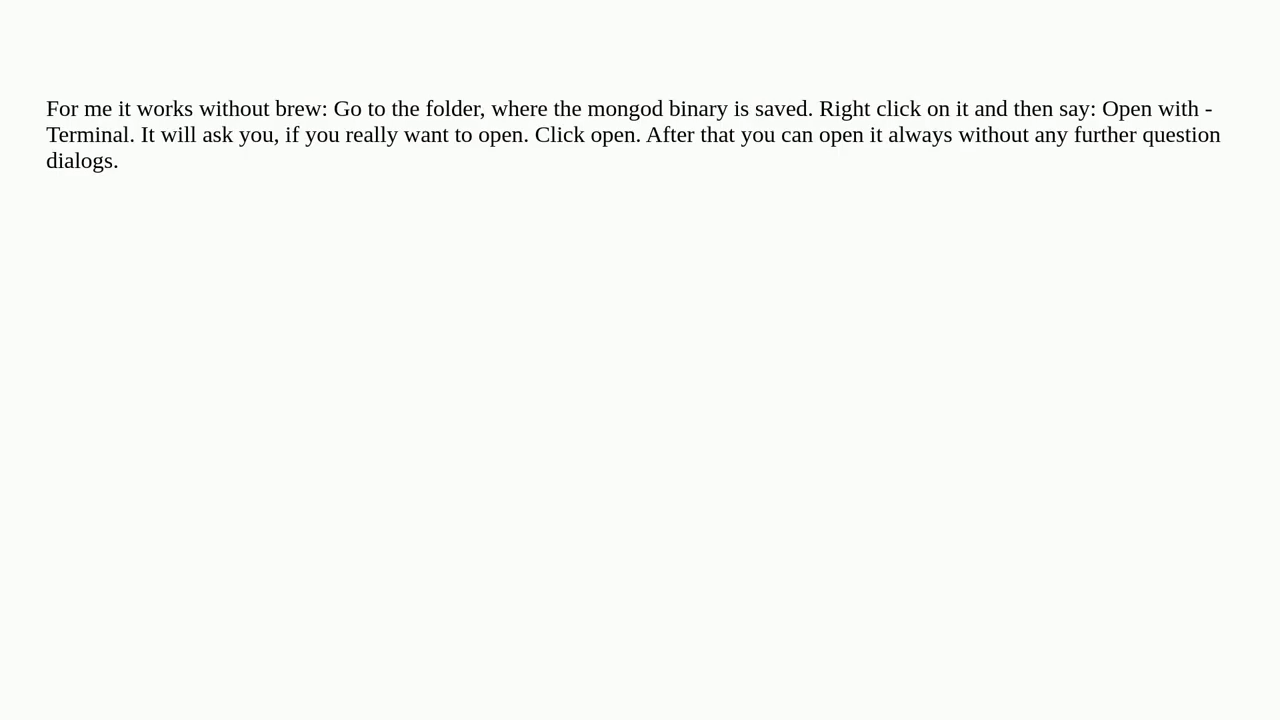 For me it works without brew: Go to the folder, where the mongod binary is saved. Right click on it and then say: Open with -
Terminal. It will ask you, if you really want to open. Click open. After that you can open it always without any further question
dialogs.